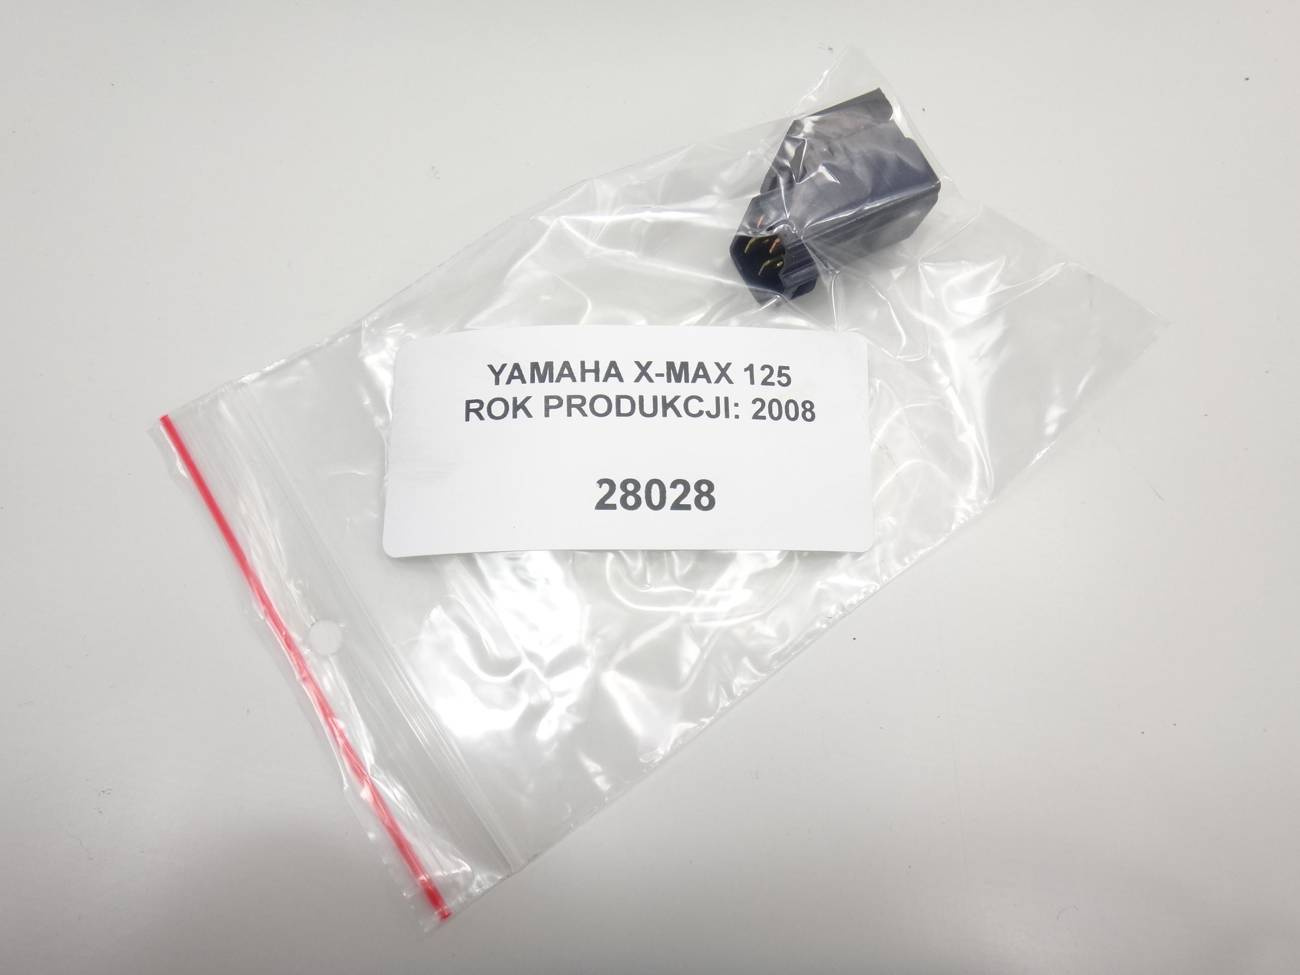 YAMAHA X-MAX 125
ROK PRODUKCJI: 2008
28028